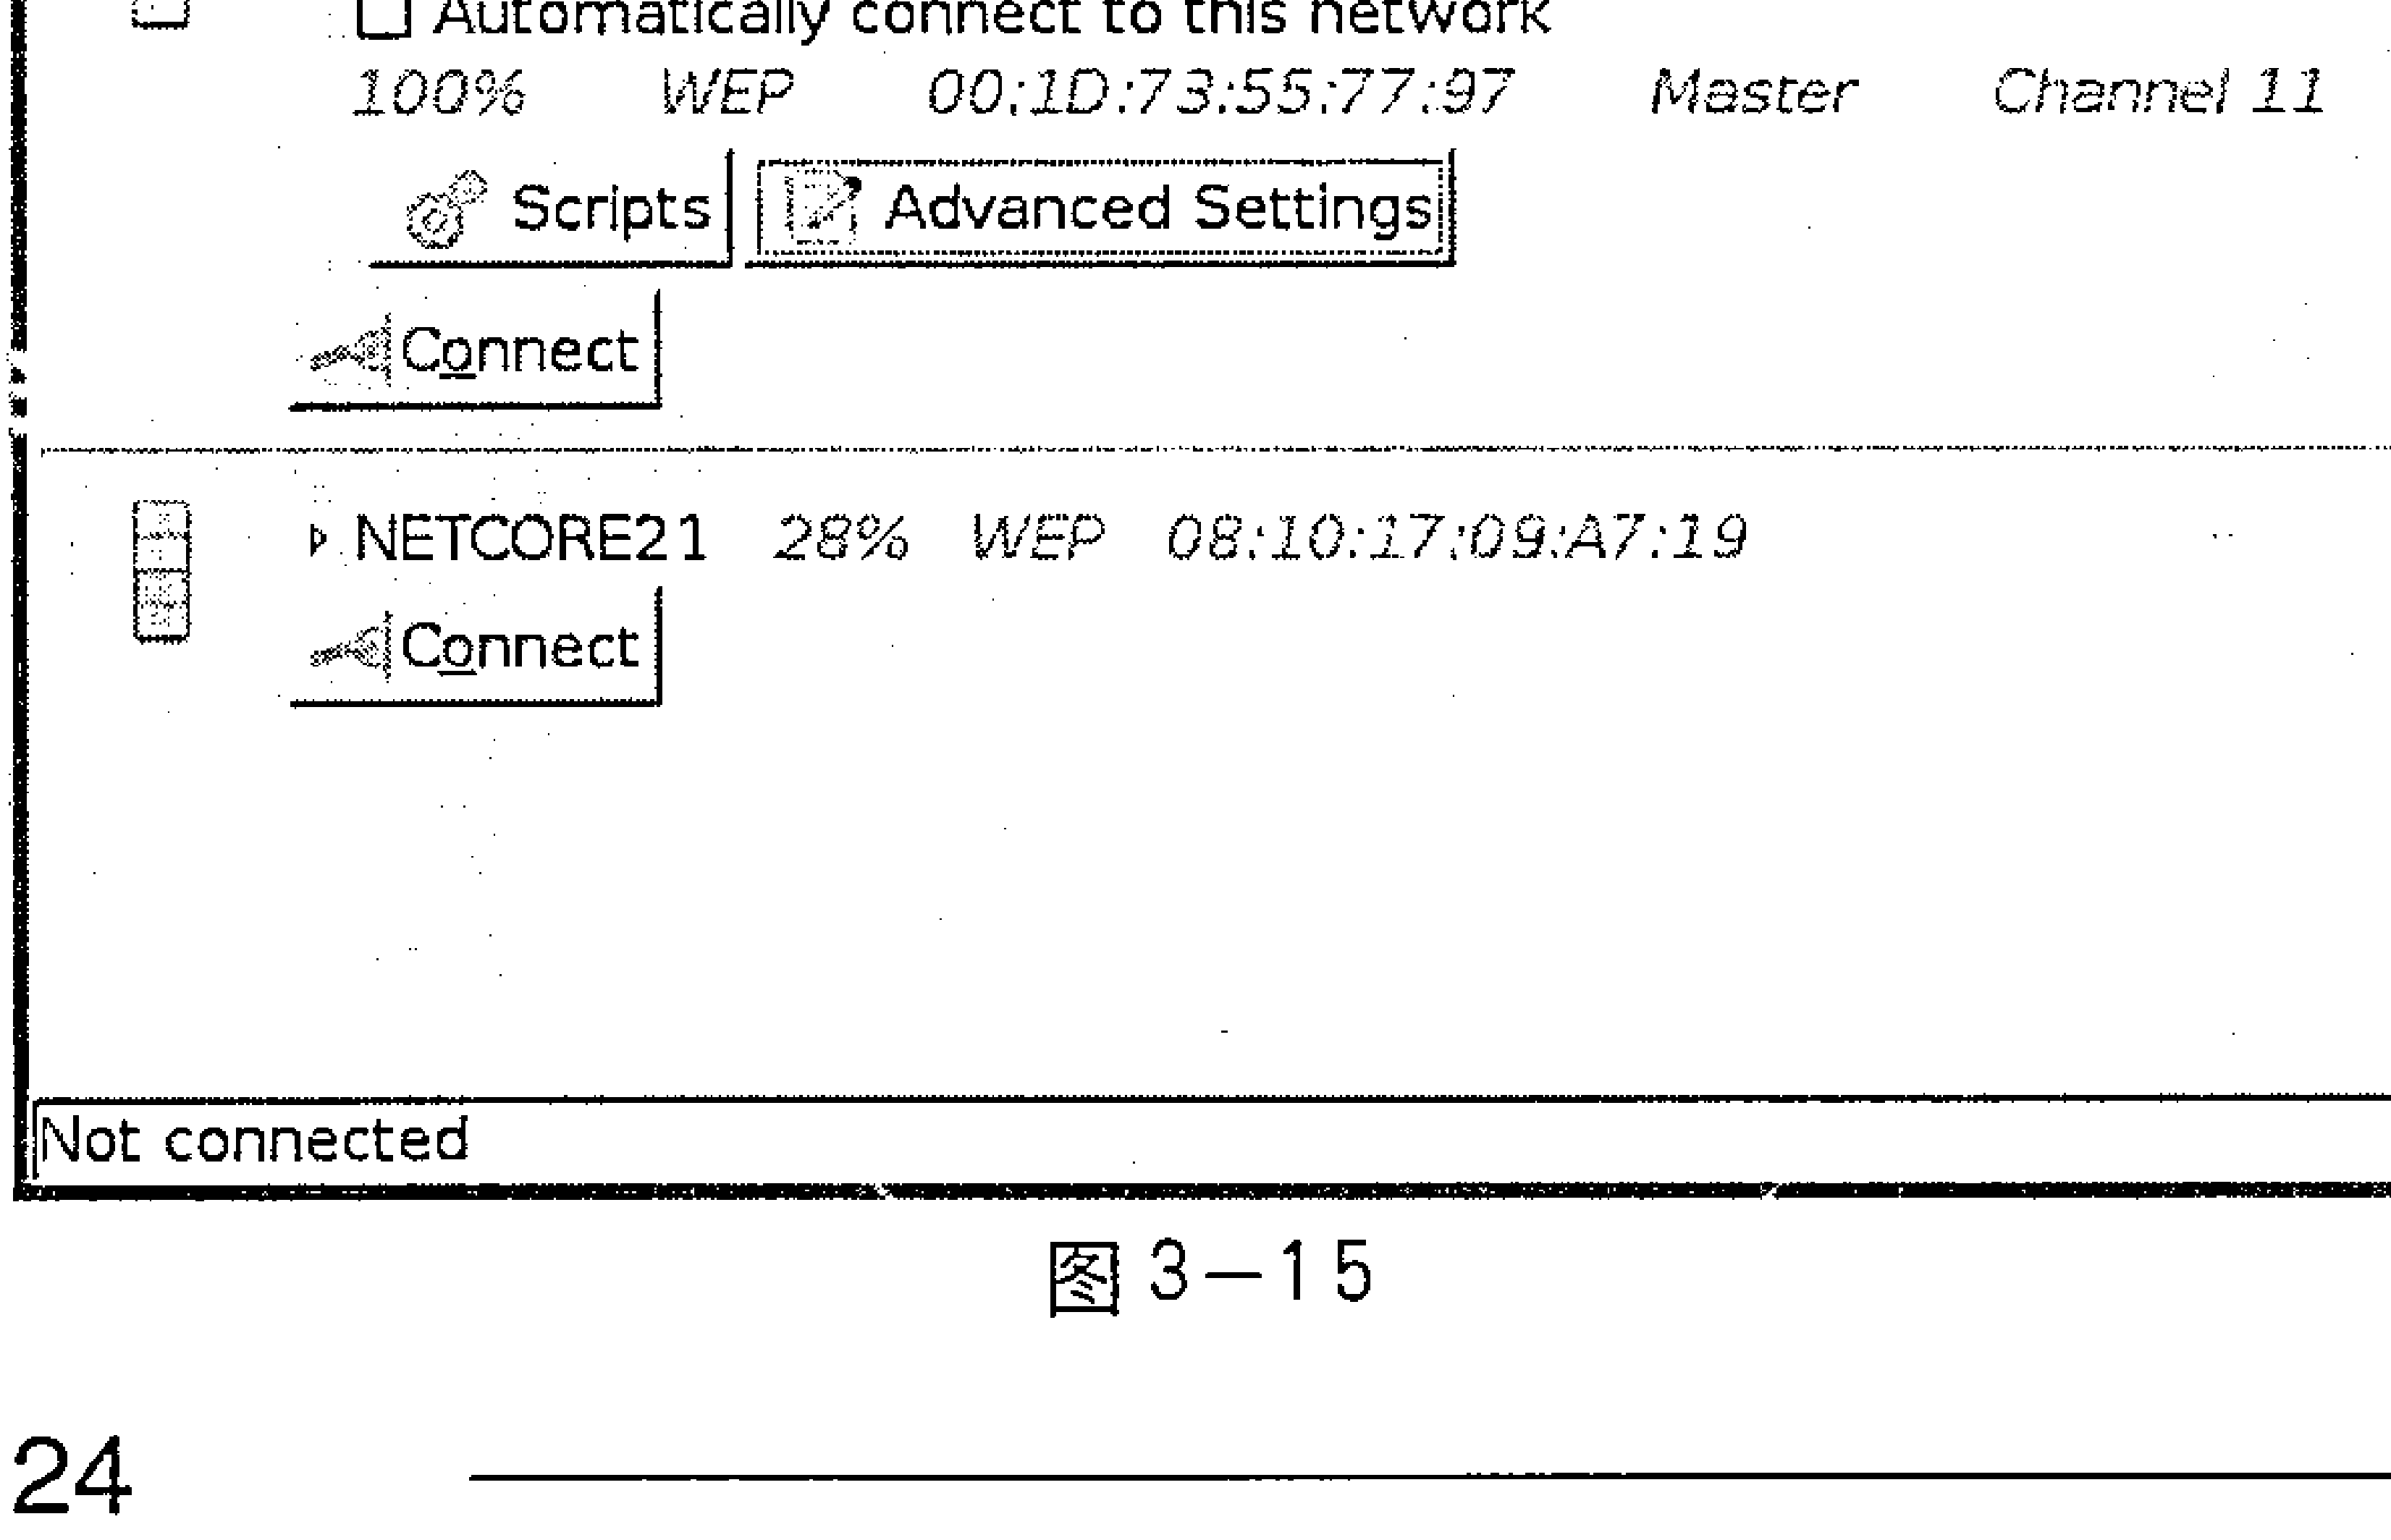 Automatically connect to this network
100% WEP 00:1D:73:55:77:97 Master Channel 11
Scripts Advanced Settings
Connect
NETCORE21 28% WEP 08:10:17:09:A7:19
Connect
Not connected
图 3-15
24